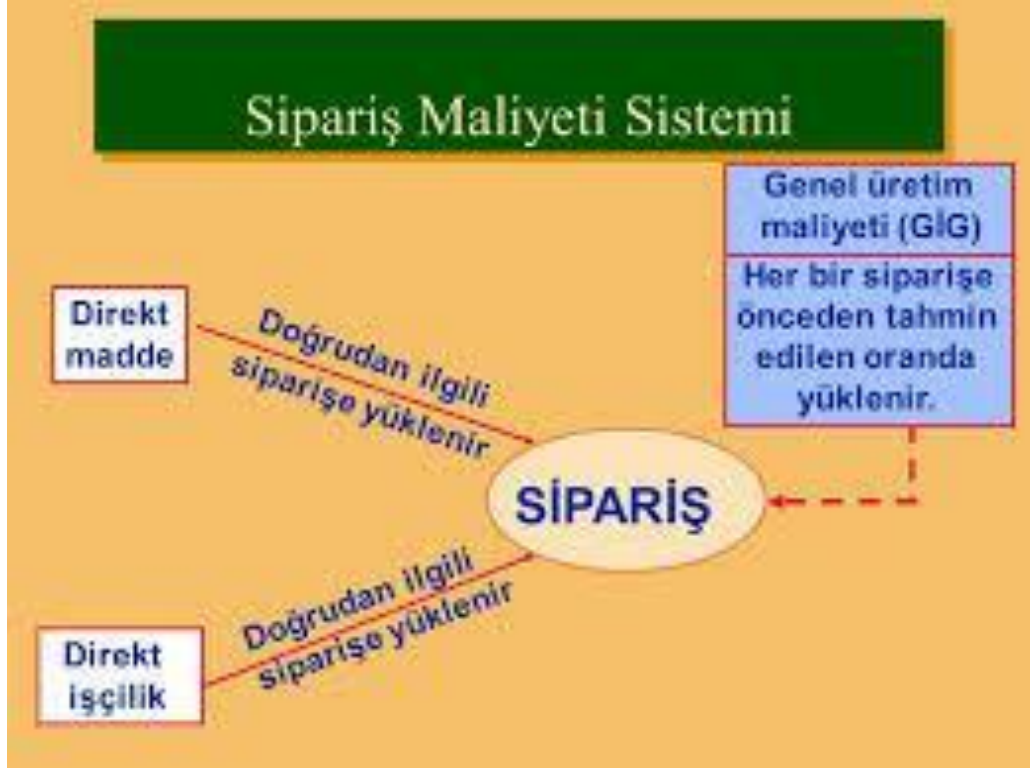 Sipariş Maliyeti Sistemi
Genel üretim
maliyeti (GİG)
Her bir siparişe
önceden tahmin
edilen oranda
yüklenir.
Direkt
madde
Doğrudan ilgili
siparişe yüklenir
SİPARİŞ
Doğrudan ilgili
siparişe yüklenir
Direkt
işçilik